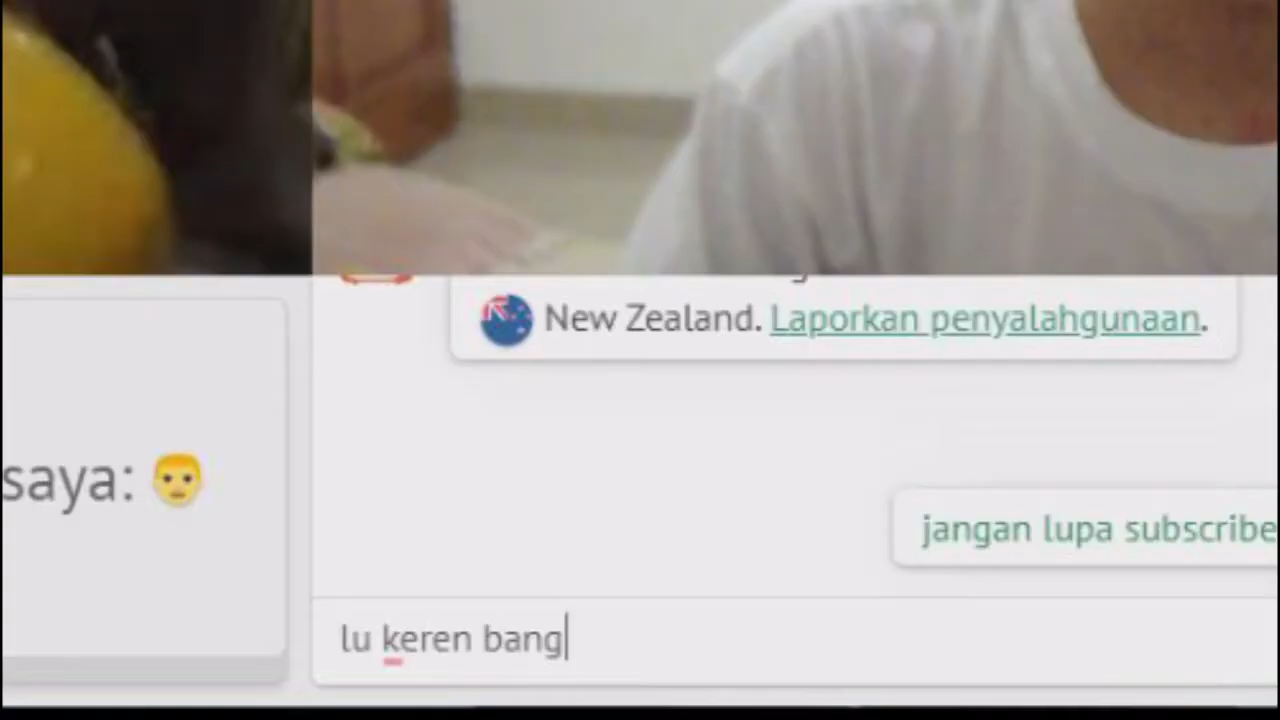 New Zealand. Laporkan penyalahgunaan.
saya:
jangan lupa subscribe
lu keren bang